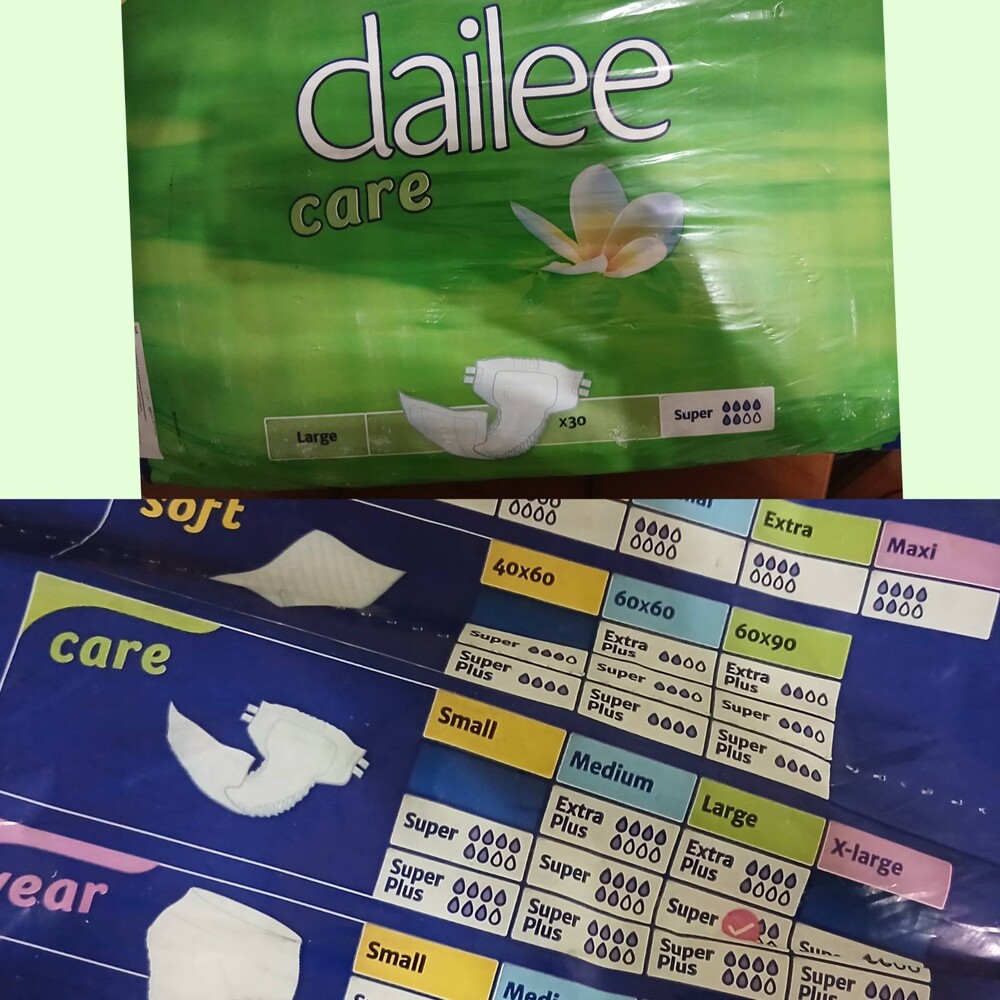 dailee
care
Large
x30
Super
soft
Extra
Maxi
40x60
60x60
60x90
Super
Super
Plus
Extra
Plus
Super
Super
Plus
Extra
Plus
Super
Super
Plus
care
Small
Medium
Large
X-large
Super
Super
Plus
Extra
Plus
Super
Super
Plus
Extra
Plus
Super
Super
Plus
Super
Plus
Small